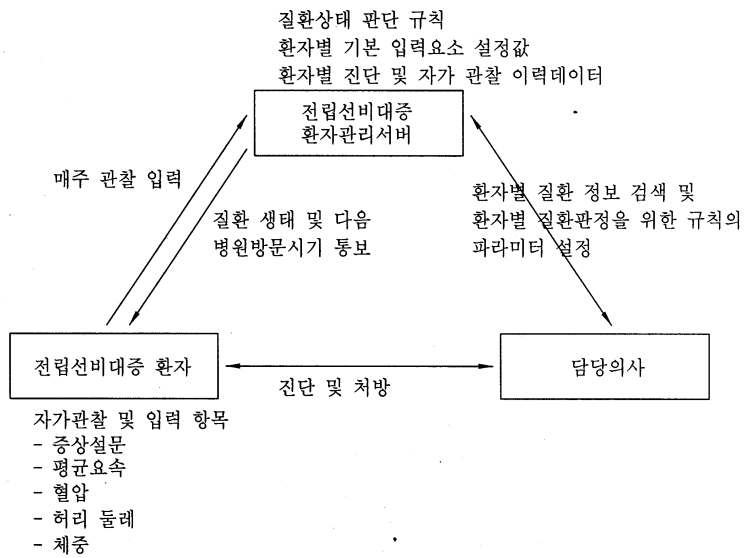 질환상태 판단 규칙
환자별 기본 입력요소 설정값
환자별 진단 및 자가 관찰 이력데이터
전립선비대증
환자관리서버
매주 관찰 입력
질환 생태 및 다음
병원방문시기 통보
환자별 질환 정보 검색 및
환자별 질환판정을 위한 규칙의
파라미터 설정
전립선비대증 환자
담당의사
진단 및 처방
자가관찰 및 입력 항목
- 증상설문
- 평균요속
- 혈압
- 허리 둘레
- 체중